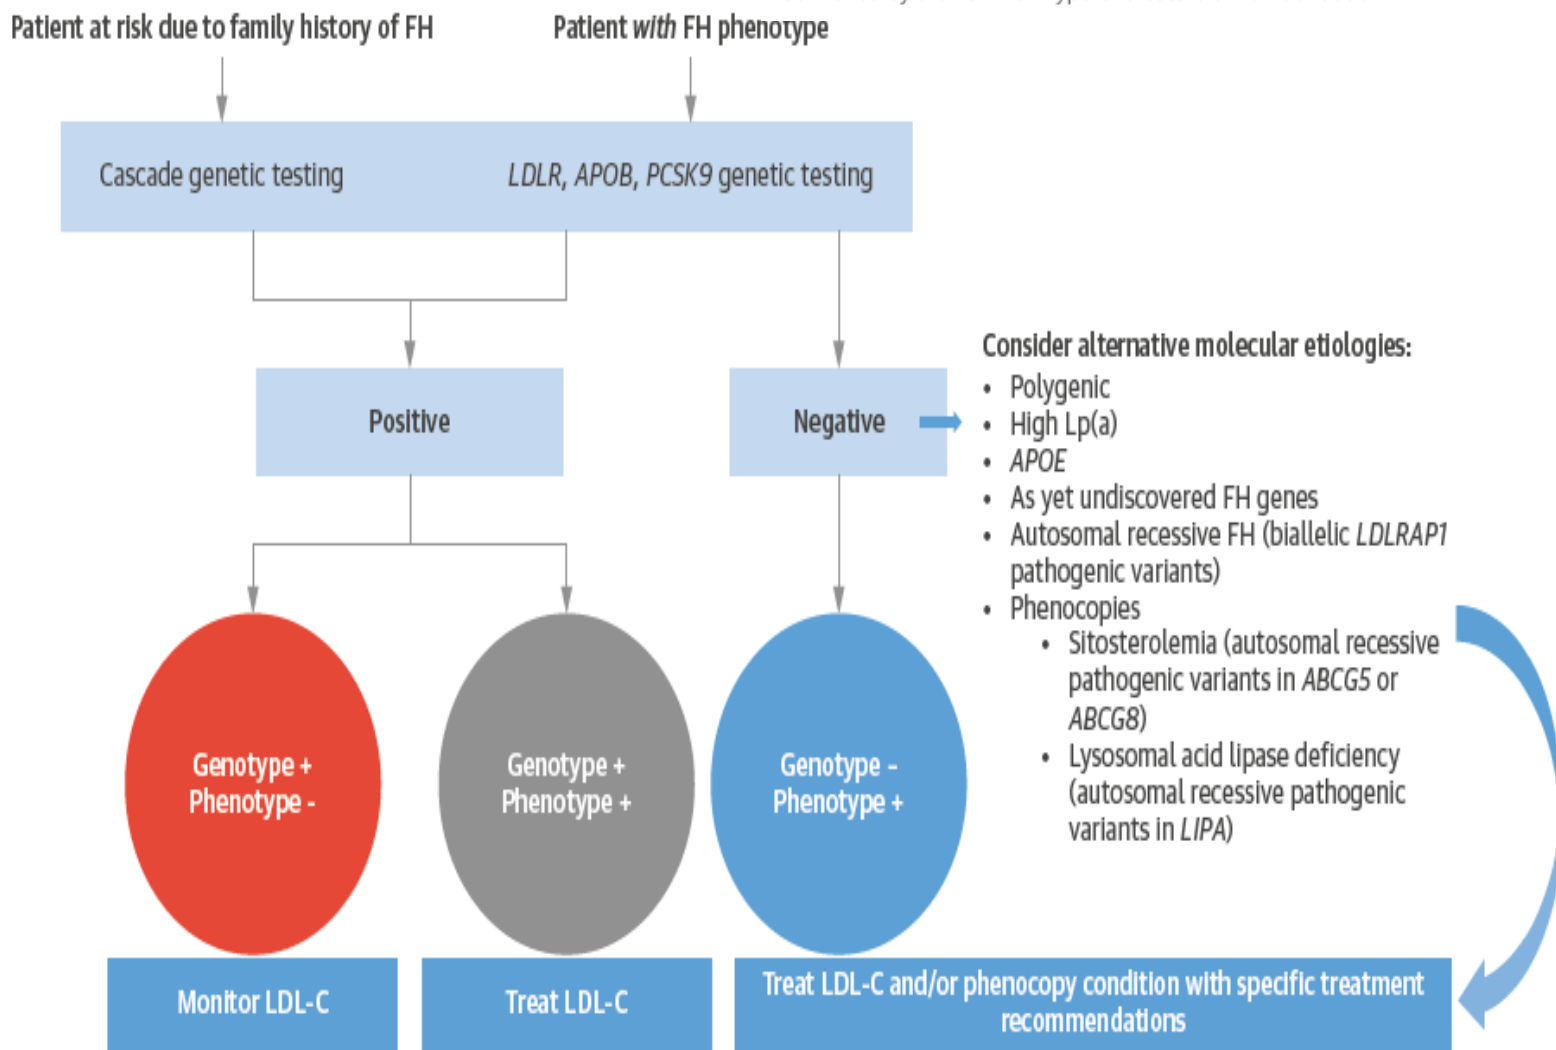 Patient at risk due to family history of FH
Patient with FH phenotype
Cascade genetic testing
LDLR, APOB, PCSK9 genetic testing
Positive
Negative
Consider alternative molecular etiologies:
• Polygenic
• High Lp(a)
• APOE
• As yet undiscovered FH genes
• Autosomal recessive FH (biallelic LDLRAP1
pathogenic variants)
• Phenocopies
• Sitosterolemia (autosomal recessive
pathogenic variants in ABCG5 or
ABCG8)
• Lysosomal acid lipase deficiency
(autosomal recessive pathogenic
variants in LIPA)
Genotype +
Phenotype -
Genotype +
Phenotype +
Genotype –
Phenotype +
Monitor LDL-C
Treat LDL-C
Treat LDL-C and/or phenocopy condition with specific treatment
recommendations